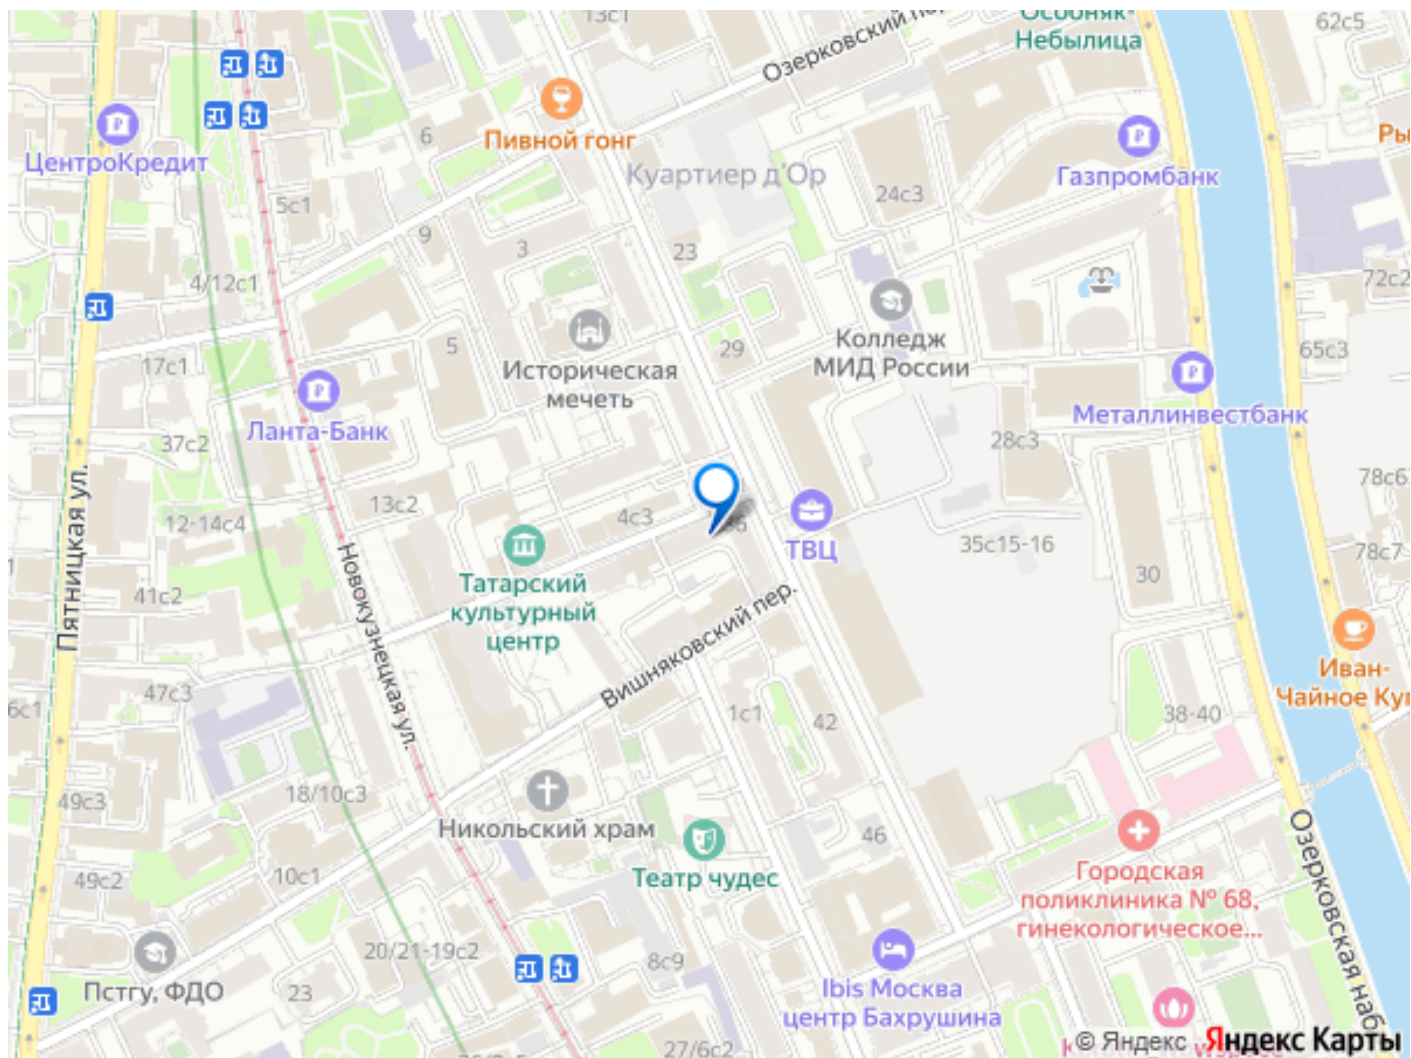 13с1
Особняк-
Небылица
62с5
Озерковский пер.
ЦентроКредит
6
Пивной гонг
Газпромбанк
Ры
Куартиер д'Ор
24с3
5с1
9
3
23
4/12с1
72с2
17с1
5
Историческая
мечеть
29
Колледж
МИД России
65с3
Ланта-Банк
Металлинвестбанк
37с2
28с3
78с6
Пятницкая ул.
13с2
12-14с4
4с3
ТВЦ
35с15-16
78с7
Новокузнецкая ул.
Татарский
культурный
центр
30
41с2
Вишняковский пер.
Иван-
Чайное Куп
47с3
6с1
1с1
42
38-40
49с3
18/10с3
Никольский храм
46
Озерковская наб.
Театр чудес
49с2
10с1
Городская
поликлиника № 68,
гинекологическое...
20/21-19с2
8с9
Пстгу, ФДО
23
Ibis Москва
центр Бахрушина
27/6с2
© Яндекс Яндекс Карты